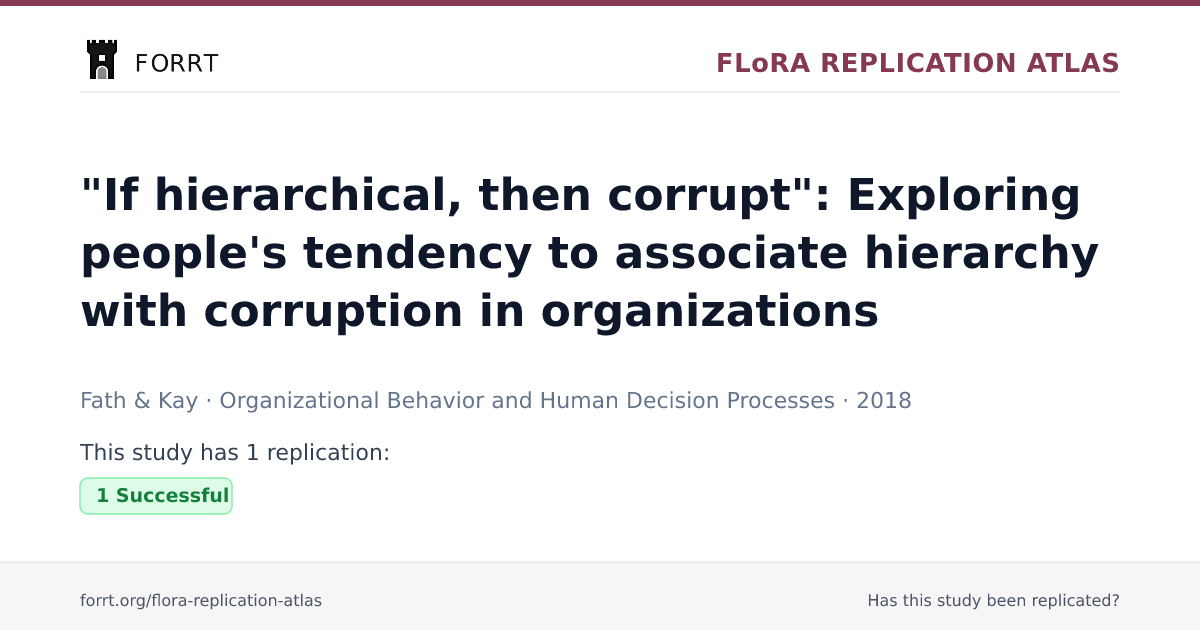 FORRT
FLoRA REPLICATION ATLAS
"If hierarchical, then corrupt": Exploring
people's tendency to associate hierarchy
with corruption in organizations
Fath & Kay · Organizational Behavior and Human Decision Processes · 2018
This study has 1 replication:
1 Successful
forrt.org/flora-replication-atlas
Has this study been replicated?